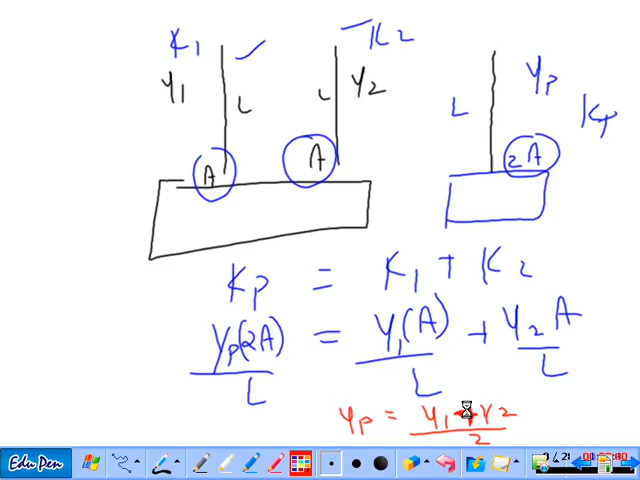 K1 K2
Y1 L L Y2 L Yp Kp
A A 2A
Kp = K1 + K2
Yp(2A)/L = Y1(A)/L + Y2A/L
Yp = Y1 + Y2/2
Edu Pen